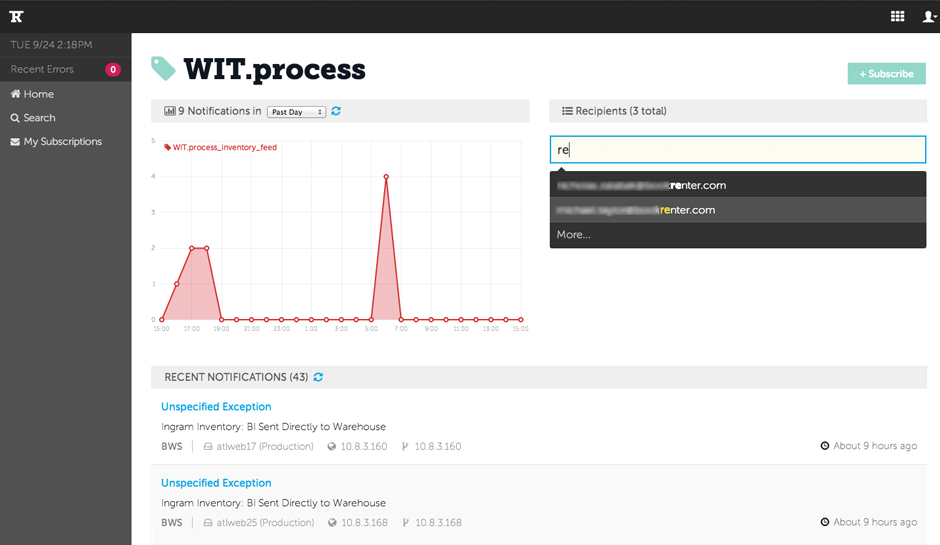 TR
TUE 9/24 2:18PM
Recent Errors 0
Home
Search
My Subscriptions
WIT.process
+ Subscribe
9 Notifications in Past Day
WIT.process_inventory_feed
5
4
3
2
1
0
15:00 17:00 19:00 21:00 23:00 1:00 3:00 5:00 7:00 9:00 11:00 13:00 15:00
Recipients (3 total)
re
renter.com
renter.com
More...
RECENT NOTIFICATIONS (43)
Unspecified Exception
Ingram Inventory: BI Sent Directly to Warehouse
BWS atlweb17 (Production) 10.8.3.160 10.8.3.160 About 9 hours ago
Unspecified Exception
Ingram Inventory: BI Sent Directly to Warehouse
BWS atlweb25 (Production) 10.8.3.168 10.8.3.168 About 9 hours ago